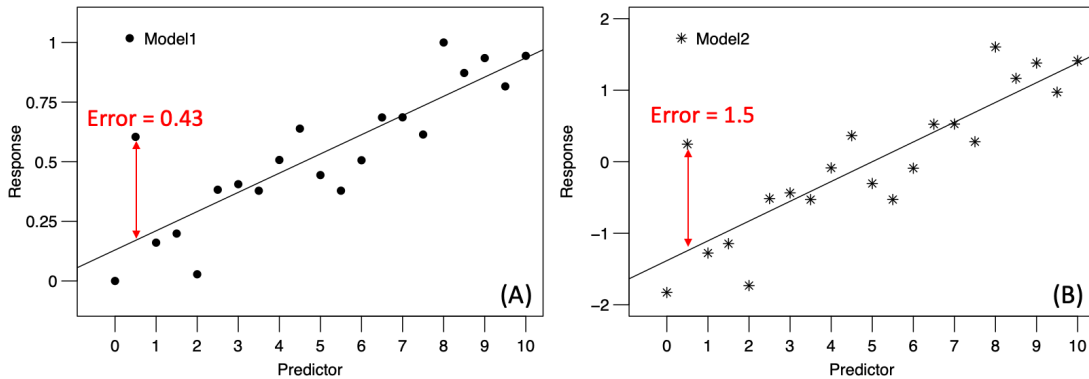 Model1
Error = 0.43
Response
1
0.75
0.5
0.25
0
0 1 2 3 4 5 6 7 8 9 10
Predictor
(A)
Model2
Error = 1.5
Response
2
1
0
−1
−2
0 1 2 3 4 5 6 7 8 9 10
Predictor
(B)